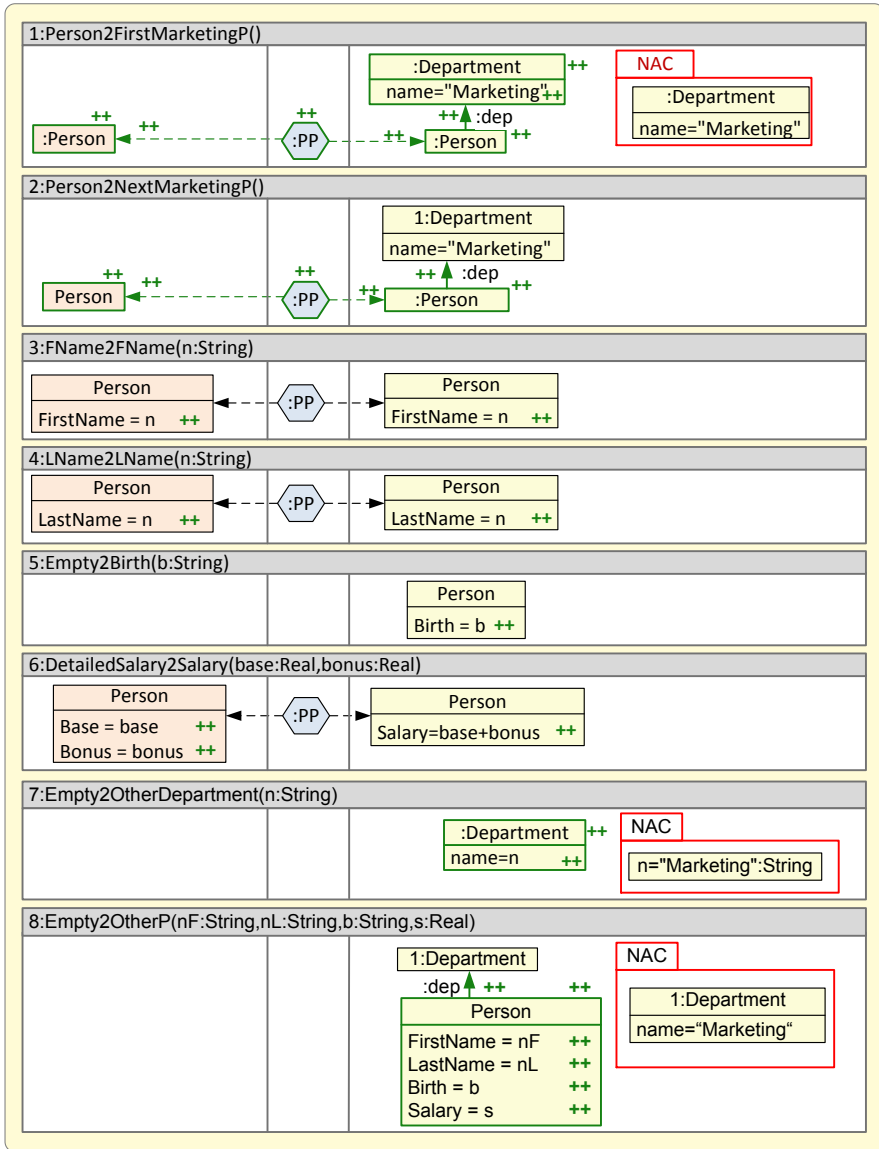 1:Person2FirstMarketingP()
:Department ++
name="Marketing" ++
NAC
:Department
name="Marketing"
++ ++ ++ ++ :dep
:Person :PP ++ :Person ++
2:Person2NextMarketingP()
1:Department
name="Marketing"
++ ++ ++ ++ :dep
Person :PP ++ :Person ++
3:FName2FName(n:String)
Person :PP Person
FirstName = n ++ FirstName = n ++
4:LName2LName(n:String)
Person :PP Person
LastName = n ++ LastName = n ++
5:Empty2Birth(b:String)
Person
Birth = b ++
6:DetailedSalary2Salary(base:Real,bonus:Real)
Person :PP Person
Base = base ++ Salary=base+bonus ++
Bonus = bonus ++
7:Empty2OtherDepartment(n:String)
:Department ++ NAC
name=n ++ n="Marketing":String
8:Empty2OtherP(nF:String,nL:String,b:String,s:Real)
1:Department NAC
:dep ++ ++ 1:Department
Person name=“Marketing“
FirstName = nF ++
LastName = nL ++
Birth = b ++
Salary = s ++